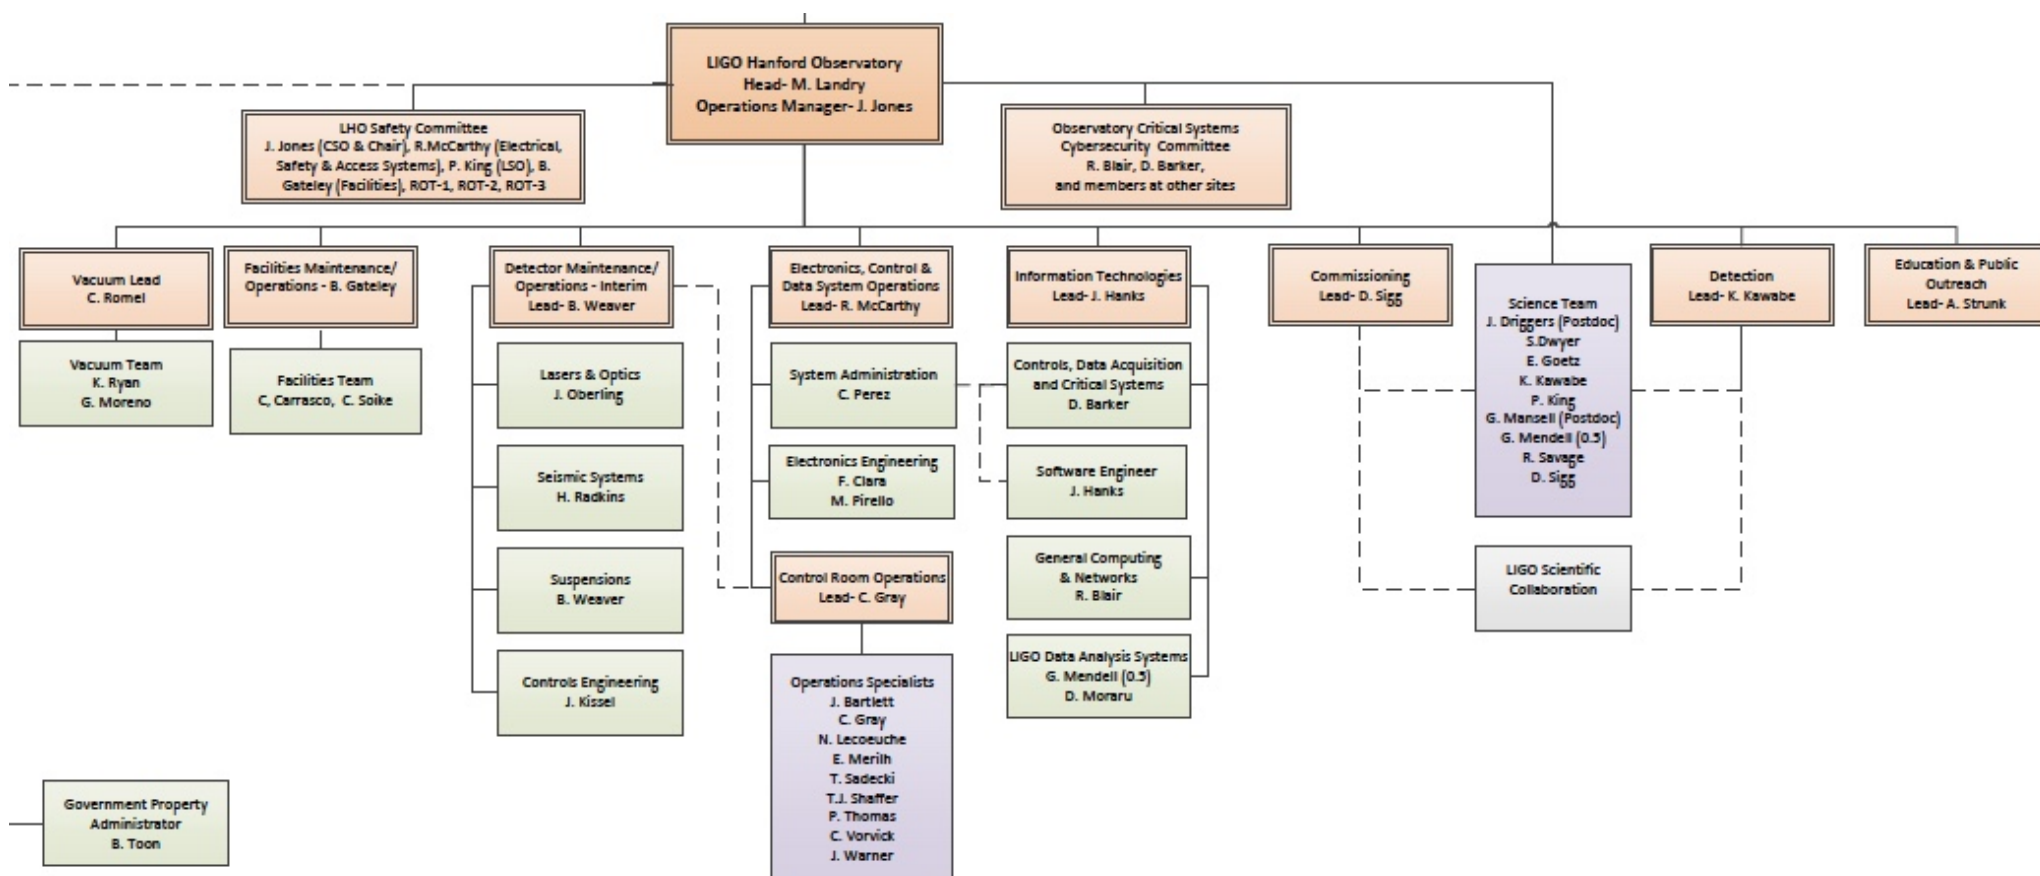 LIGO Hanford Observatory
Head- M. Landry
Operations Manager- J. Jones
LHO Safety Committee
J. Jones (CSO & Chair), R.McCarthy (Electrical,
Safety & Access Systems), P. King (LSO), B.
Gateley (Facilities), ROT-1, ROT-2, ROT-3
Observatory Critical Systems
Cybersecurity Committee
R. Blair, D. Barker,
and members at other sites
Vacuum Lead
C. Romel
Facilities Maintenance/
Operations - B. Gateley
Detector Maintenance/
Operations - Interim
Lead- B. Weaver
Electronics, Control &
Data System Operations
Lead- R. McCarthy
Information Technologies
Lead- J. Hanks
Commissioning
Lead- D. Sigg
Science Team
J. Driggers (Postdoc)
S.Dwyer
E. Goetz
K. Kawabe
P. King
G. Mansell (Postdoc)
G. Mendell (0.5)
R. Savage
D. Sigg
Detection
Lead- K. Kawabe
Education & Public
Outreach
Lead- A. Strunk
Vacuum Team
K. Ryan
G. Moreno
Facilities Team
C, Carrasco, C. Soike
Lasers & Optics
J. Oberling
System Administration
C. Perez
Controls, Data Acquisition
and Critical Systems
D. Barker
Seismic Systems
H. Radkins
Electronics Engineering
F. Clara
M. Pirello
Software Engineer
J. Hanks
Suspensions
B. Weaver
Control Room Operations
Lead- C. Gray
General Computing
& Networks
R. Blair
LIGO Scientific
Collaboration
Controls Engineering
J. Kissel
Operations Specialists
J. Bartlett
C. Gray
N. Lecoeuche
E. Merilh
T. Sadecki
T.J. Shaffer
P. Thomas
C. Vorvick
J. Warner
LIGO Data Analysis Systems
G. Mendell (0.5)
D. Moraru
Government Property
Administrator
B. Toon